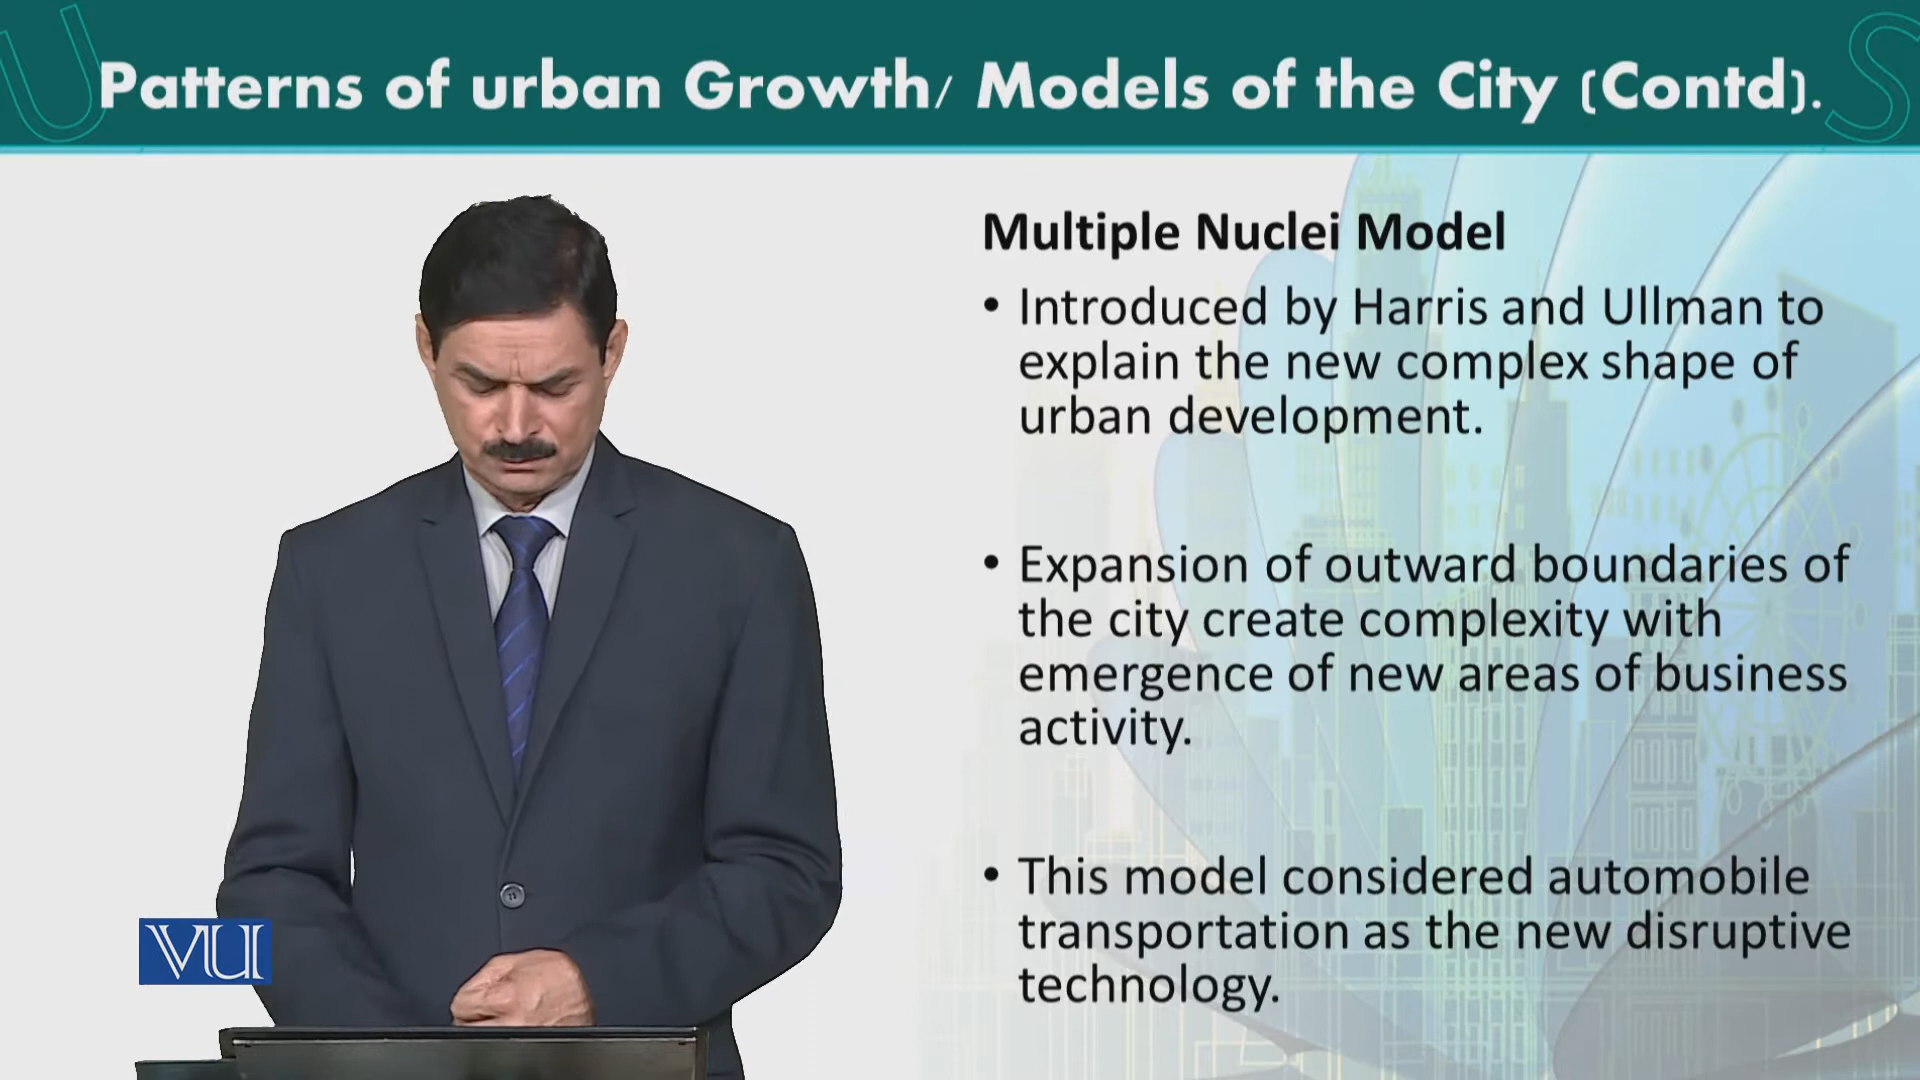 Patterns of urban Growth/ Models of the City (Contd).
Multiple Nuclei Model
• Introduced by Harris and Ullman to
explain the new complex shape of
urban development.
• Expansion of outward boundaries of
the city create complexity with
emergence of new areas of business
activity.
• This model considered automobile
transportation as the new disruptive
technology.
VU
U
S